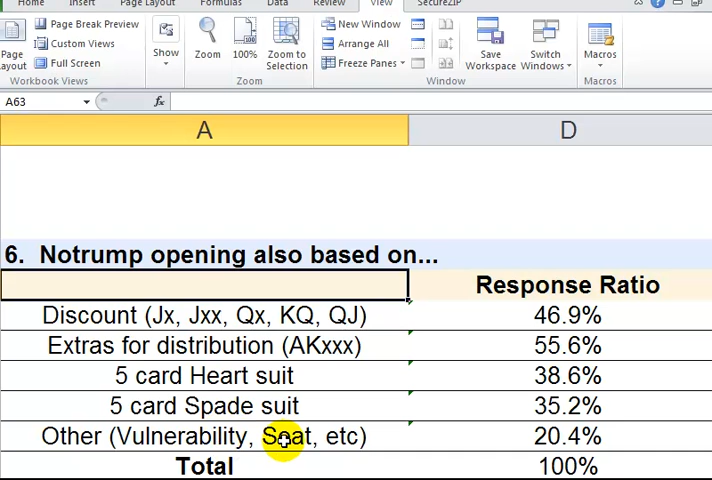 Home Insert Page Layout Formulas Data Review View SecureZIP
Page Layout
Page Break Preview
Custom Views
Full Screen
Workbook Views
Show
Zoom
100%
Zoom to Selection
Zoom
New Window
Arrange All
Freeze Panes
Save Workspace
Switch Windows
Window
Macros
Macros
A63 fx
A D
6. Notrump opening also based on...
Response Ratio
Discount (Jx, Jxx, Qx, KQ, QJ) 46.9%
Extras for distribution (AKxxx) 55.6%
5 card Heart suit 38.6%
5 card Spade suit 35.2%
Other (Vulnerability, Seat, etc) 20.4%
Total 100%